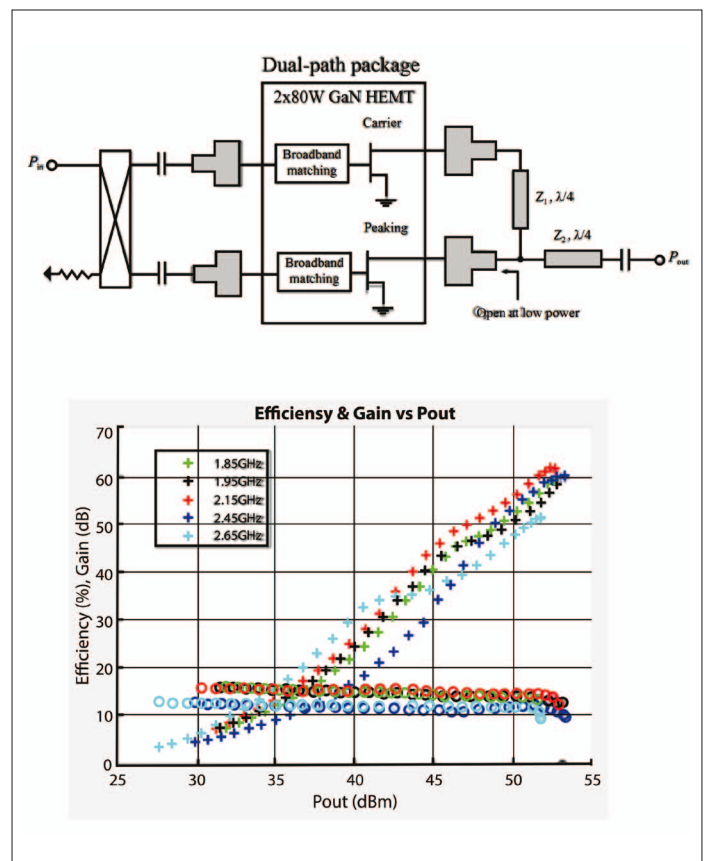 Dual-path package
2x80W GaN HEMT
Carrier
Broadband
matching
Pin
Z1, λ/4
Peaking
Z2, λ/4
Broadband
matching
Pout
Open at low power
Efficiensy & Gain vs Pout
Efficiency (%), Gain (dB)
70
60
50
40
30
20
10
0
1.85GHz
1.95GHz
2.15GHz
2.45GHz
2.65GHz
25
30
35
40
45
50
55
Pout (dBm)